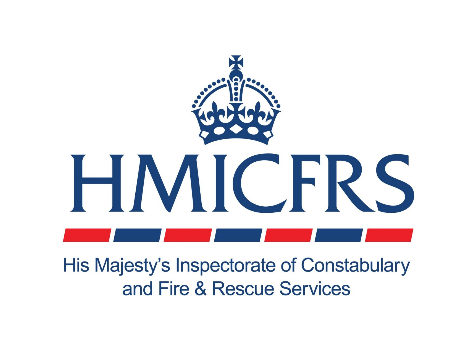 HMICFRS
His Majesty's Inspectorate of Constabulary
and Fire & Rescue Services